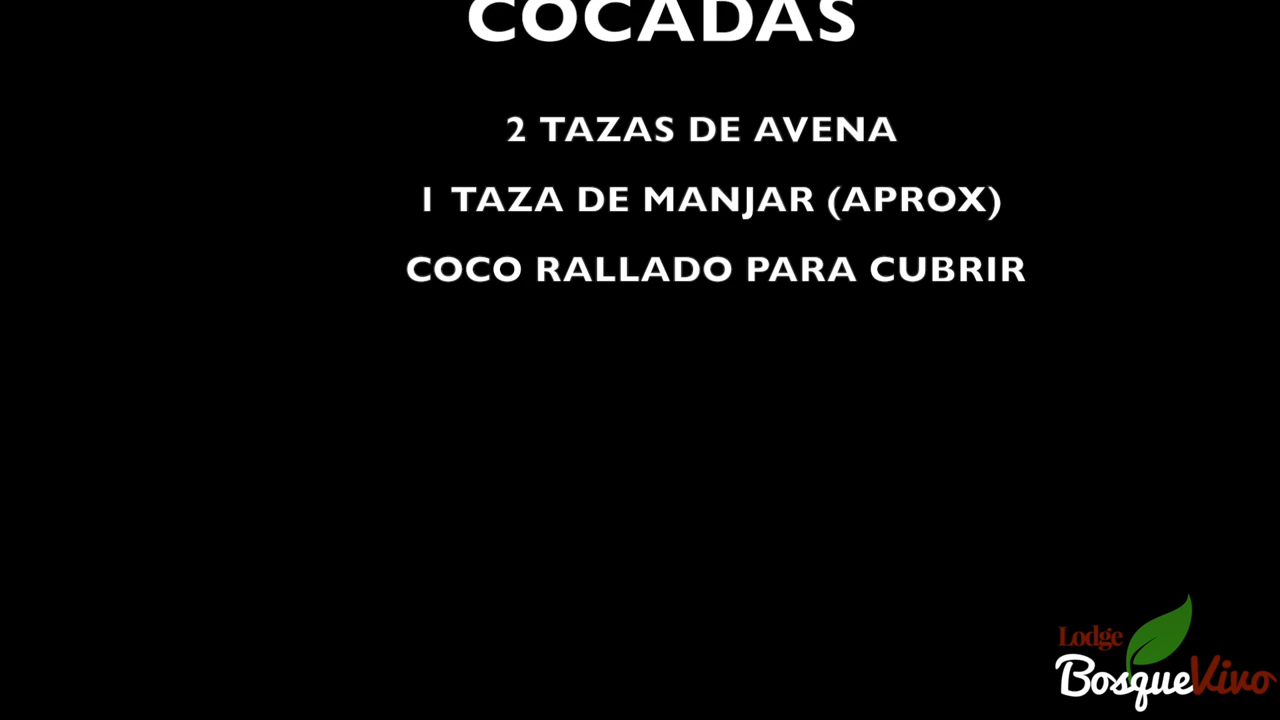 COCADAS
2 TAZAS DE AVENA
1 TAZA DE MANJAR (APROX)
COCO RALLADO PARA CUBRIR
Lodge
BosqueVivo